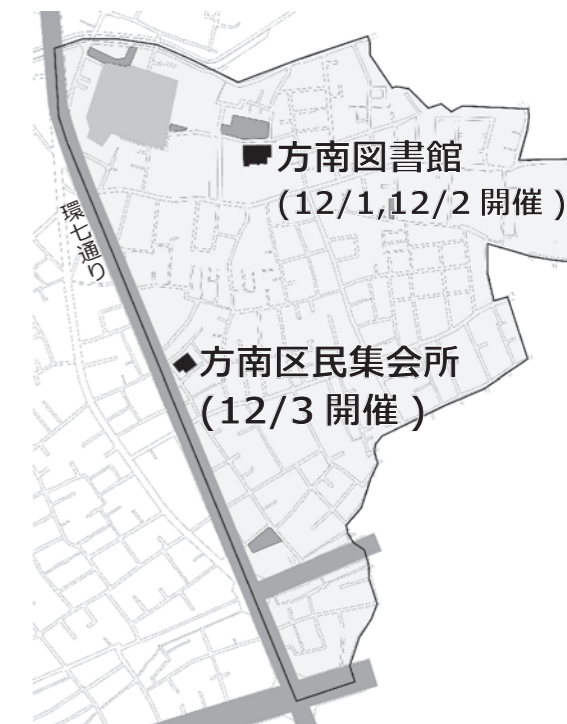 方南図書館
(12/1,12/2 開催 )
環七通り
方南区民集会所
(12/3 開催 )